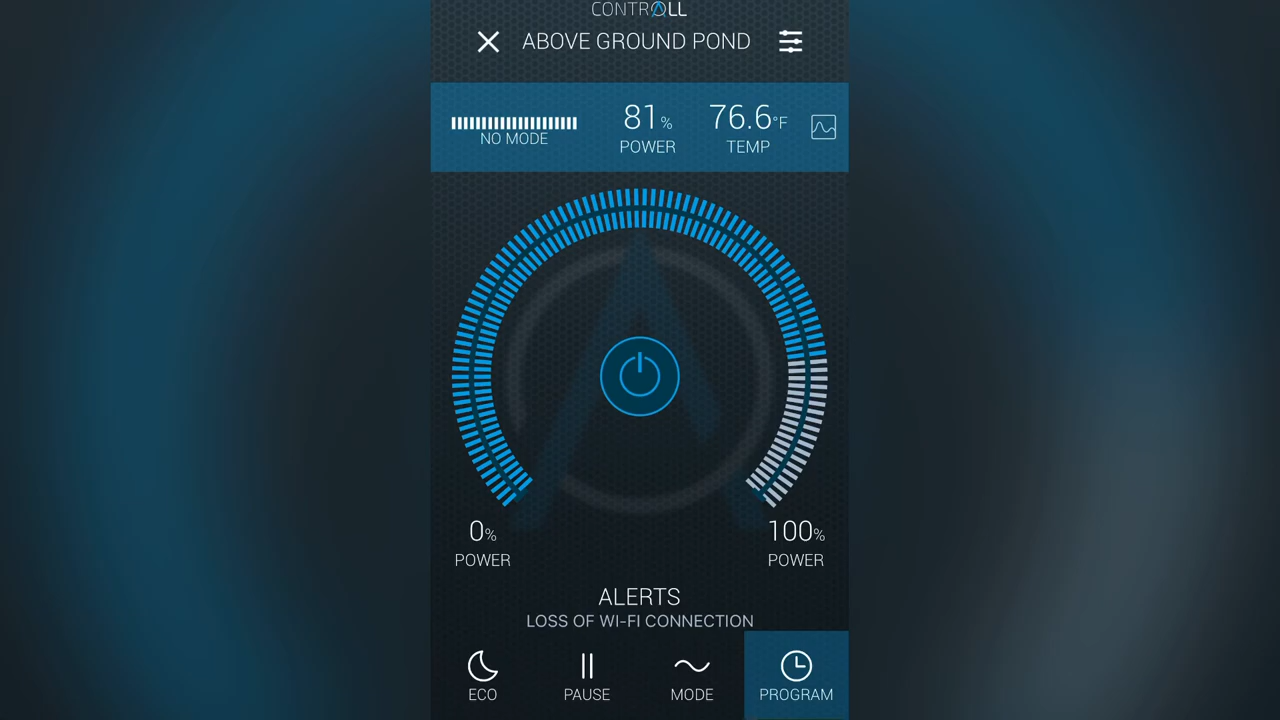 CONTROLL
ABOVE GROUND POND
NO MODE
81%
POWER
76.6°F
TEMP
0%
POWER
100%
POWER
ALERTS
LOSS OF WI-FI CONNECTION
ECO
PAUSE
MODE
PROGRAM